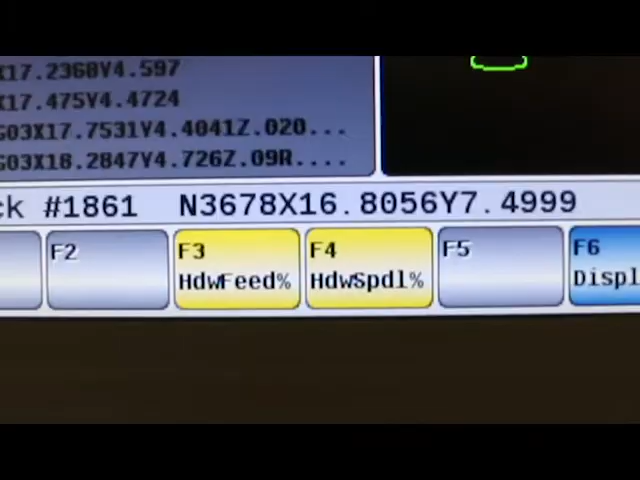 X17.2360Y4.597
X17.475Y4.4724
G03X17.7531Y4.4041Z.020...
G03X18.2847Y4.726Z.09R....
ck #1861 N3678X16.8056Y7.4999
F2 F3 F4 F5 F6
HdwFeed% HdwSpdl% Displ